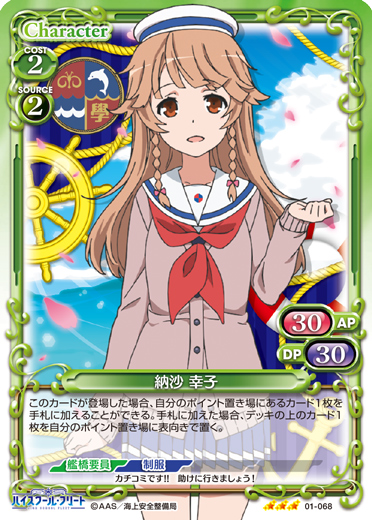 Character
COST
2
SOURCE
2
學
30 AP
DP 30
納沙 幸子
このカードが登場した場合、自分のポイント置き場にあるカード1枚を
手札に加えることができる。手札に加えた場合、デッキの上のカード1
枚を自分のポイント置き場に表向きで置く。
艦橋要員 制服
カチコミですす!! 助けに行きましょう!
ハイスクール・フリート
HIGH SCHOOL FLEET
©AAS/海上安全整備局
01-068